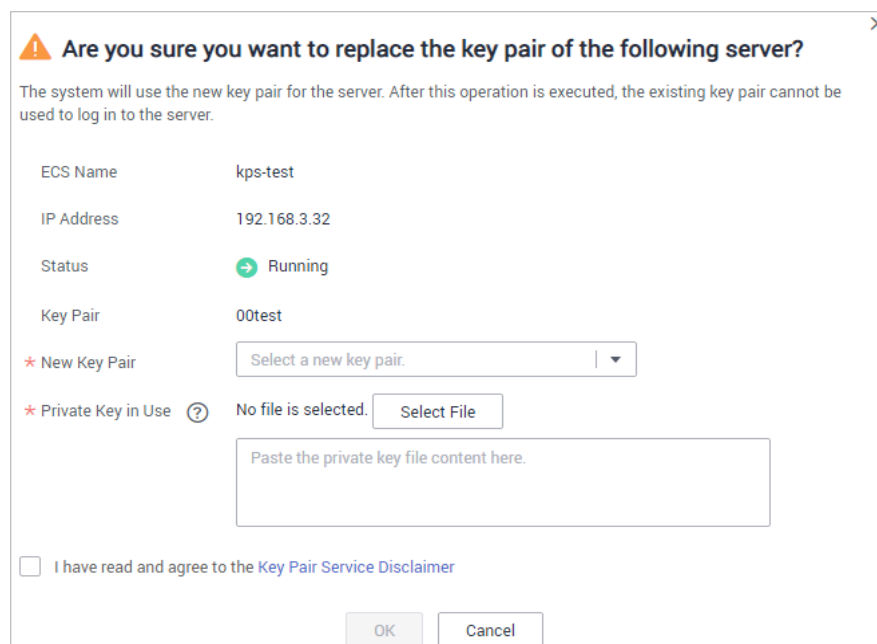 Are you sure you want to replace the key pair of the following server?
The system will use the new key pair for the server. After this operation is executed, the existing key pair cannot be
used to log in to the server.
ECS Name kps-test
IP Address 192.168.3.32
Status Running
Key Pair 00test
* New Key Pair Select a new key pair.
* Private Key in Use ? No file is selected. Select File
Paste the private key file content here.
I have read and agree to the Key Pair Service Disclaimer
OK Cancel